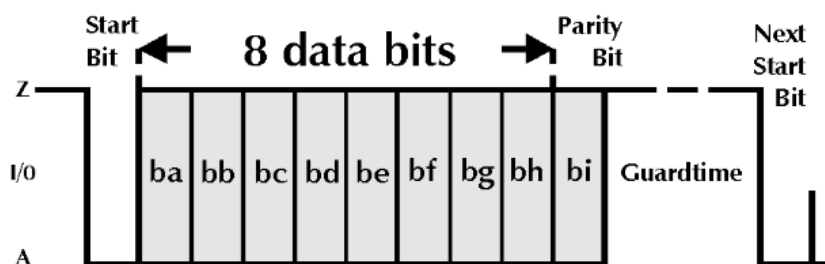 Start
Bit
8 data bits
Parity
Bit
Next
Start
Bit
Z
I/0
A
ba bb bc bd be bf bg bh bi Guardtime